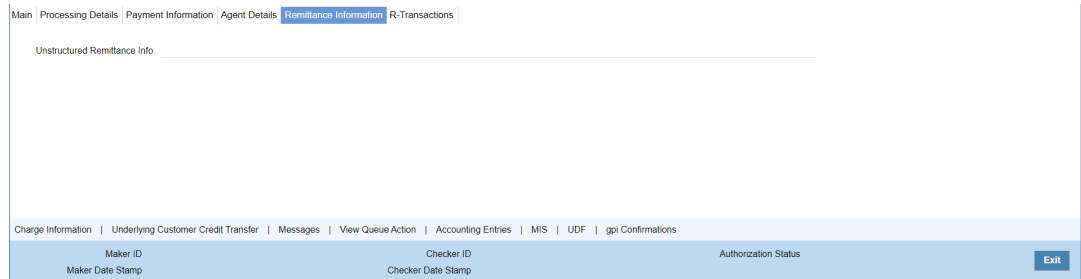 Main | Processing Details | Payment Information | Agent Details | Remittance Information | R-Transactions
Unstructured Remittance Info
Charge Information | Underlying Customer Credit Transfer | Messages | View Queue Action | Accounting Entries | MIS | UDF | gpi Confirmations
Maker ID Checker ID Authorization Status
Exit
Maker Date Stamp Checker Date Stamp